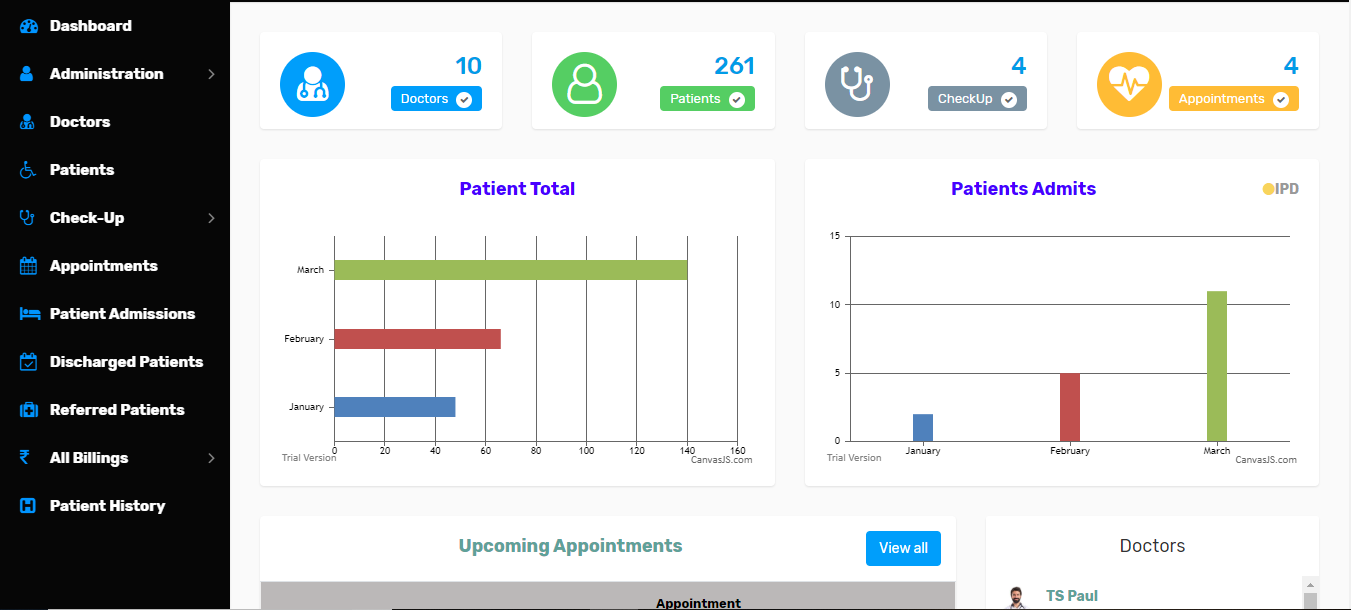 Dashboard
Administration
Doctors
Patients
Check-Up
Appointments
Patient Admissions
Discharged Patients
Referred Patients
All Billings
Patient History
10
Doctors
261
Patients
4
CheckUp
4
Appointments
Patient Total
March
February
January
0 20 40 60 80 100 120 140 160
Trial Version
CanvasJS.com
Patients Admits
IPD
15
10
5
0
January February March
Trial Version
CanvasJS.com
Upcoming Appointments
View all
Appointment
Doctors
TS Paul